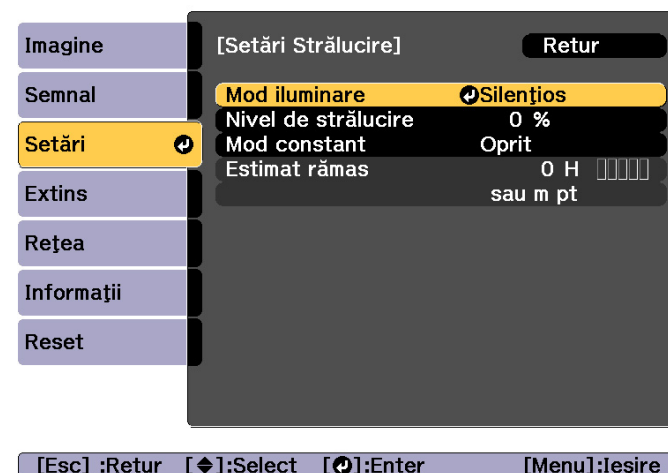 Imagine
Semnal
Setări
Extins
Reţea
Informaţii
Reset
[Setări Strălucire] Retur
Mod iluminare Silenţios
Nivel de strălucire 0 %
Mod constant Oprit
Estimat rămas 0 H
sau m pt
[Esc] :Retur [ ]:Select [ ]:Enter [Menu]:Iesire